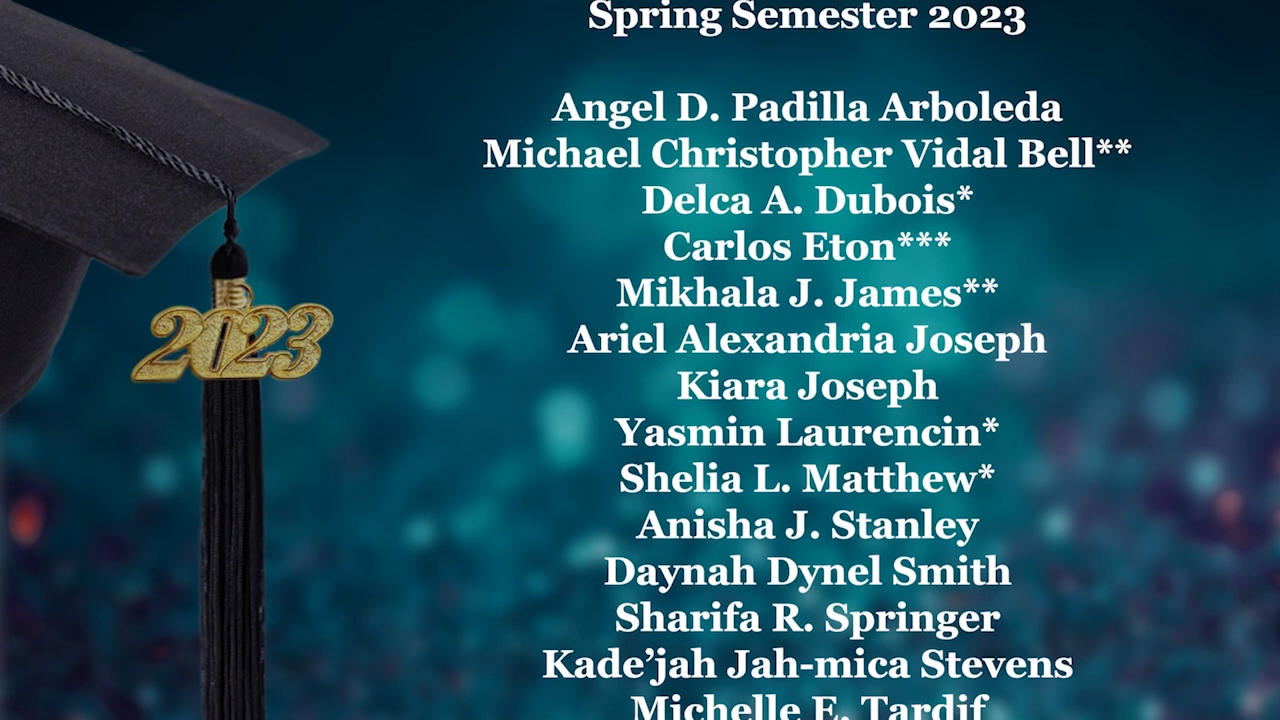 Spring Semester 2023
Angel D. Padilla Arboleda
Michael Christopher Vidal Bell**
Delca A. Dubois*
Carlos Eton***
Mikhala J. James**
Ariel Alexandria Joseph
Kiara Joseph
Yasmin Laurencin*
Shelia L. Matthew*
Anisha J. Stanley
Daynah Dynel Smith
Sharifa R. Springer
Kade’jah Jah-mica Stevens
Michelle E. Tardif
2023